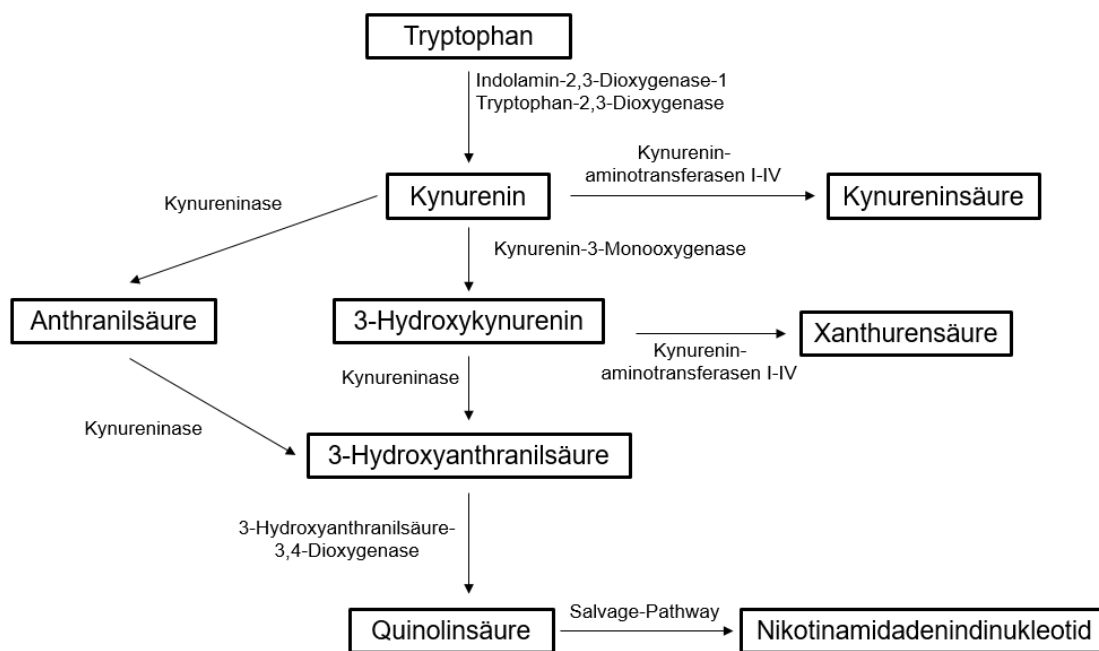 Tryptophan
Indolamin-2,3-Dioxygenase-1
Tryptophan-2,3-Dioxygenase
Kynurenin-
aminotransferasen I-IV
Kynureninase
Kynurenin
Kynureninsäure
Kynurenin-3-Monooxygenase
Anthranilsäure
3-Hydroxykynurenin
Xanthurensäure
Kynurenin-
aminotransferasen I-IV
Kynureninase
Kynureninase
3-Hydroxyanthranilsäure
3-Hydroxyanthranilsäure-
3,4-Dioxygenase
Salvage-Pathway
Quinolinsäure
Nikotinamidadenindinukleotid